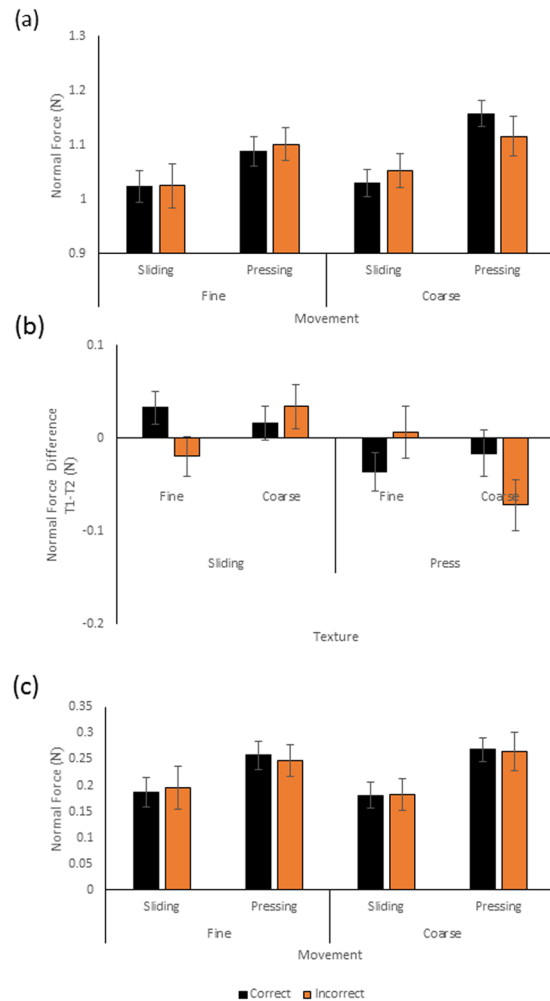 (a)
Normal Force (N)
1.3
1.2
1.1
1
0.9
Sliding Pressing Sliding Pressing
Fine Coarse
Movement
(b)
Normal Force Difference
T1-T2 (N)
0.1
0
-0.1
-0.2
Fine Coarse Fine Coarse
Sliding Press
Texture
(c)
Normal Force (N)
0.35
0.3
0.25
0.2
0.15
0.1
0.05
0
Sliding Pressing Sliding Pressing
Fine Coarse
Movement
Correct Incorrect